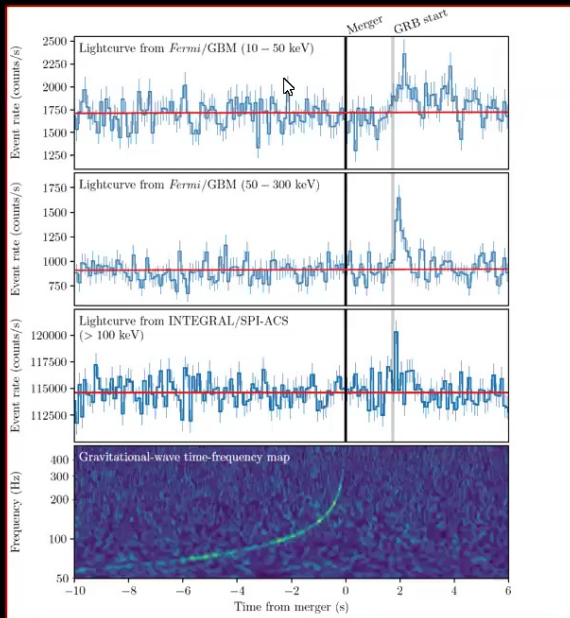 Merger GRB start
Lightcurve from Fermi/GBM (10 − 50 keV)
Event rate (counts/s)
2500
2250
2000
1750
1500
1250
Lightcurve from Fermi/GBM (50 − 300 keV)
Event rate (counts/s)
1750
1500
1250
1000
750
Lightcurve from INTEGRAL/SPI-ACS
(> 100 keV)
Event rate (counts/s)
120000
117500
115000
112500
Gravitational-wave time-frequency map
Frequency (Hz)
400
300
200
100
50
−10 −8 −6 −4 −2 0 2 4 6
Time from merger (s)